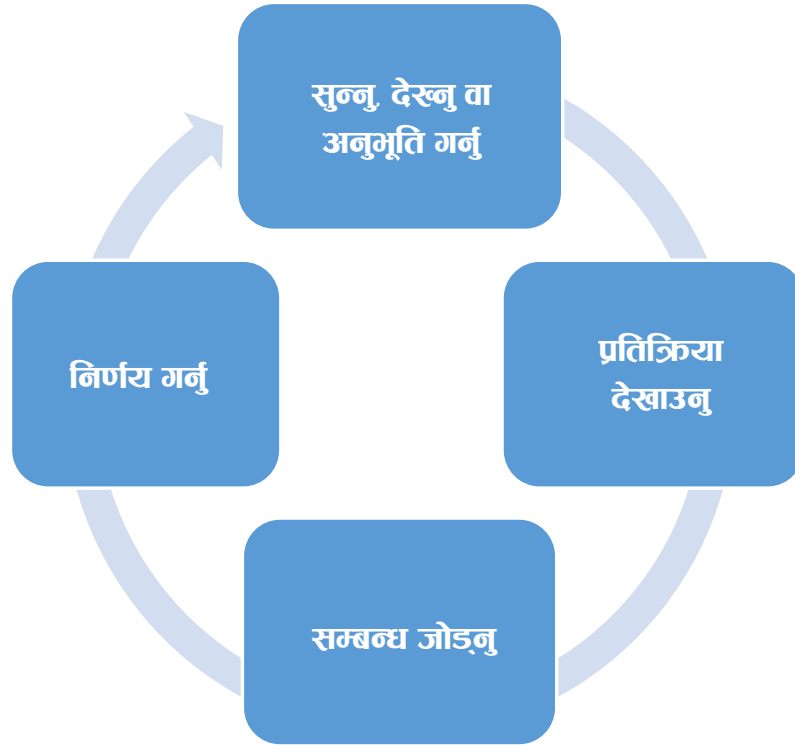 सुन्नु, देख्नु वा
अनुभूति गर्नु
प्रतिक्रिया
देखाउनु
सम्बन्ध जोड्नु
निर्णय गर्नु